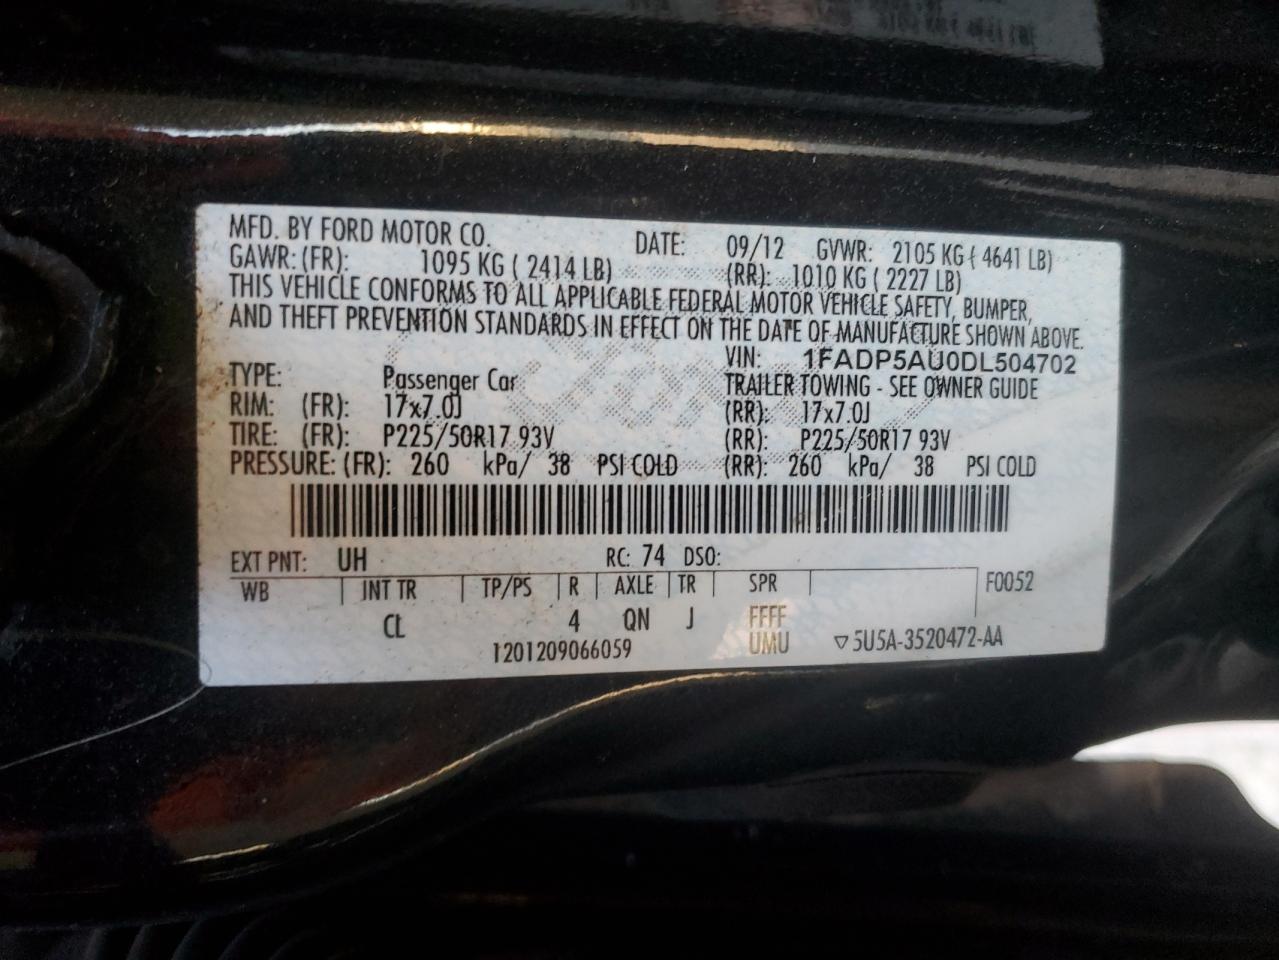 MFD. BY FORD MOTOR CO. DATE: 09/12 GVWR: 2105 KG ( 4641 LB)
GAWR: (FR): 1095 KG ( 2414 LB) (RR): 1010 KG ( 2227 LB)
THIS VEHICLE CONFORMS TO ALL APPLICABLE FEDERAL MOTOR VEHICLE SAFETY, BUMPER,
AND THEFT PREVENTION STANDARDS IN EFFECT ON THE DATE OF MANUFACTURE SHOWN ABOVE.
VIN: 1FADP5AU0DL504702
TYPE: Passenger Car TRAILER TOWING - SEE OWNER GUIDE
RIM: (FR): 17x7.0J (RR): 17x7.0J
TIRE: (FR): P225/50R17 93V (RR): P225/50R17 93V
PRESSURE: (FR): 260 kPa/ 38 PSI COLD (RR): 260 kPa/ 38 PSI COLD
EXT PNT: UH RC: 74 DSO:
WB INT TR TP/PS R AXLE TR SPR F0052
CL 4 QN J FFFF
1201209066059 UMU ▽5U5A-3520472-AA